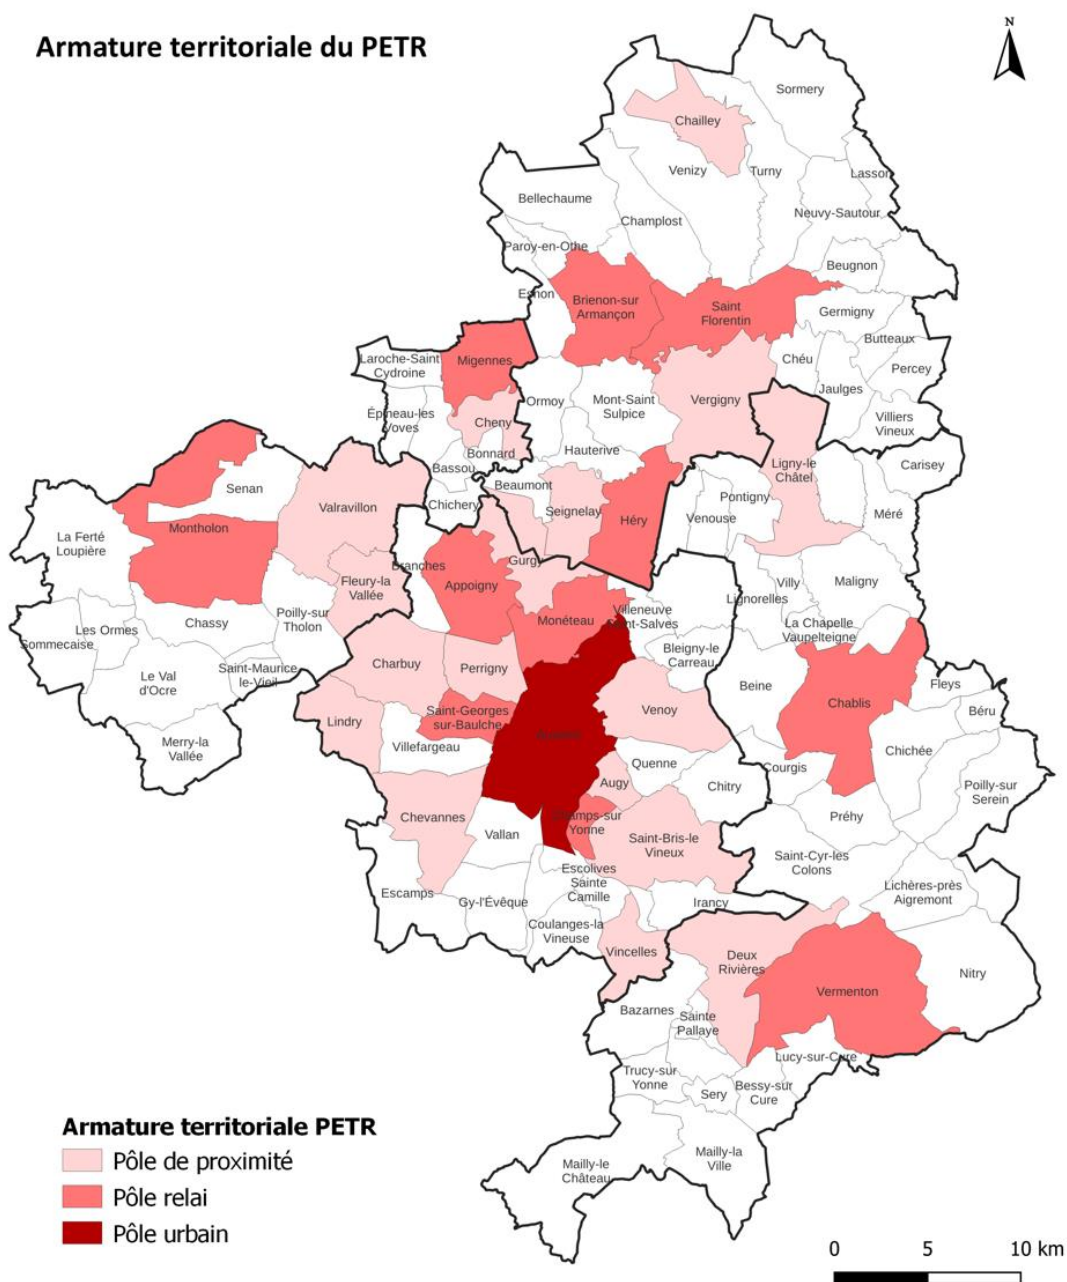 Armature territoriale du PETR
N
Sormery
Chailley
Venizy
Turny
Lasson
Bellechaume
Champlost
Neuvy-Sautour
Paroy-en-Othe
Beugnon
Esnon
Brienon-sur
Armançon
Saint
Florentin
Germigny
Butteaux
Laroche-Saint
Cydroine
Migennes
Chéu
Percey
Jaulges
Épineau-les
Voves
Cheny
Ormoy
Mont-Saint
Sulpice
Vergigny
Villiers
Vineux
Bonnard
Hauterive
Bassou
Ligny-le
Châtel
Carisey
Senan
Beaumont
Valravillon
Chichery
Seignelay
Héry
Pontigny
Venouse
Méré
Montholon
La Ferté
Loupière
Branches
Gurgy
Fleury-la
Vallée
Appoigny
Villy
Maligny
Lignorelles
Villeneuve
Saint-Salves
Monéteau
Poilly-sur
Tholon
Chassy
Les Ormes
Sommecaise
La Chapelle
Vaupelteigne
Bleigny-le
Carreau
Charbuy
Perrigny
Saint-Maurice
le-Vieil
Le Val
d'Ocre
Beine
Fleys
Chablis
Béru
Saint-Georges
sur-Baulche
Venoy
Lindry
Auxerre
Villefargeau
Merry-la
Vallée
Chichée
Quenne
Courgis
Augy
Chitry
Poilly-sur
Serein
Chevannes
Champs-sur
Yonne
Préhy
Vallan
Saint-Bris-le
Vineux
Saint-Cyr-les
Colons
Escolives
Sainte
Camille
Escamps
Gy-l'Évêque
Irancy
Lichères-près
Aigremont
Coulanges-la
Vineuse
Vincelles
Deux
Rivières
Nitry
Vermenton
Bazarnes
Sainte
Pallaye
Lucy-sur-Cure
Trucy-sur
Yonne
Sery
Bessy-sur
Cure
Mailly-la
Ville
Mailly-le
Château
Armature territoriale PETR
Pôle de proximité
Pôle relai
Pôle urbain
0 5 10 km